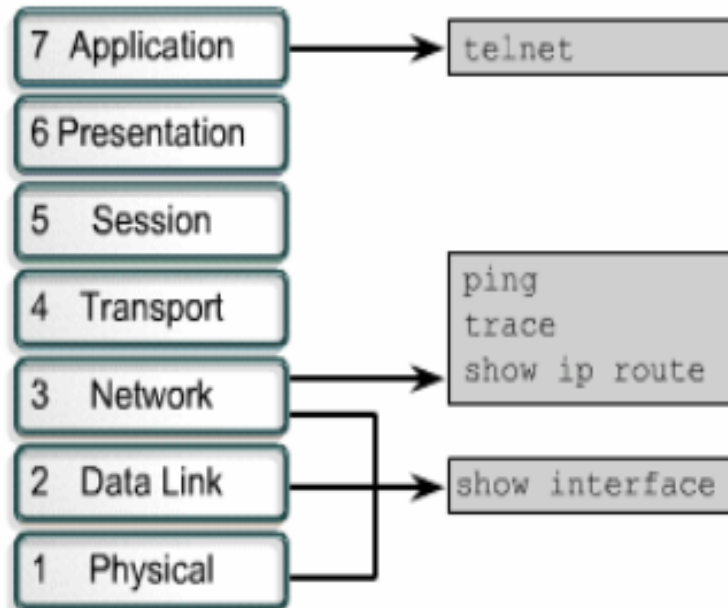 7 Application
telnet
6 Presentation
5 Session
4 Transport
ping
trace
show ip route
3 Network
2 Data Link
show interface
1 Physical